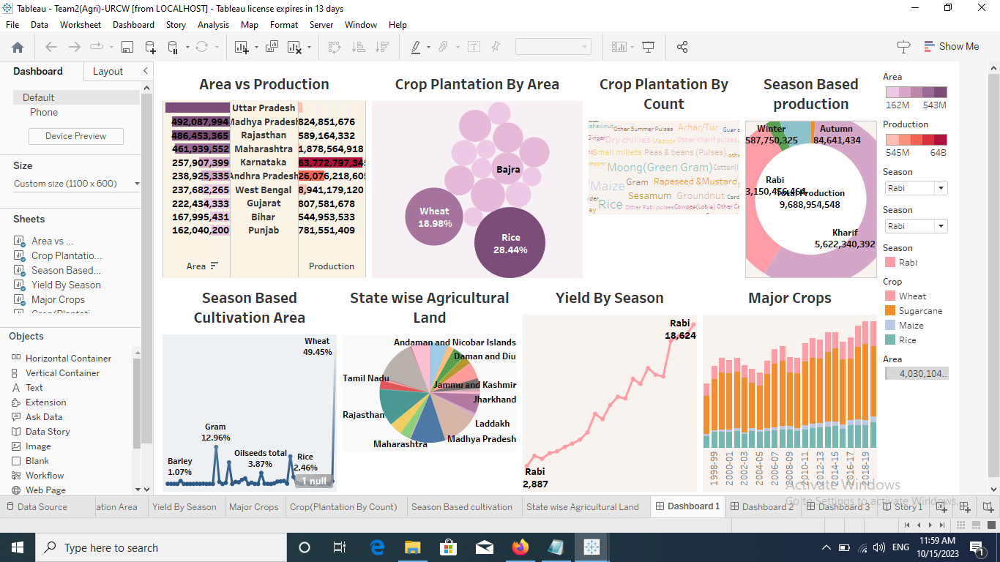 Tableau - Team2(Agri)-URCW [from LOCALHOST] - Tableau license expires in 13 days
File Data Worksheet Dashboard Story Analysis Map Format Server Window Help
Show Me
Dashboard Layout
Default
Phone
Device Preview
Size
Custom size (1100 x 600)
Sheets
Area vs ...
Crop Plantatio...
Season Based...
Yield By Season
Major Crops
Objects
Horizontal Container
Vertical Container
Text
Extension
Ask Data
Data Story
Image
Blank
Workflow
Web Page
Area vs Production
Uttar Pradesh
492,087,994 Madhya Pradesh 824,851,676
486,453,365 Rajasthan 589,164,332
461,939,552 Maharashtra 1,878,564,918
257,907,399 Karnataka 63,772,797,345
238,925,335 Andhra Pradesh 26,076,218,605
237,682,265 West Bengal 8,941,179,120
222,434,333 Gujarat 807,581,678
167,995,431 Bihar 544,953,533
162,040,200 Punjab 781,551,409
Area Production
Crop Plantation By Area
Bajra
Wheat
18.98%
Rice
28.44%
Crop Plantation By
Count
Other Summer Pulses Arhar/Tur
Ginger Dry chillies Masoor Other Kharif pulses
Small millets Peas & beans (Pulses)
Moong(Green Gram)
Maize Gram Rapeseed &Mustard
Sesamum Groundnut
Rice Other Rabi pulses Cowpea(Lobia)
Season Based
production
Winter
587,750,325
Autumn
84,641,434
Rabi
3,150,456,464
Total Production
9,688,954,548
Kharif
5,622,340,392
Area
162M 543M
Production
545M 64B
Season
Rabi
Season
Rabi
Season
Rabi
Crop
Wheat
Sugarcane
Maize
Rice
Area
4,030,104..
Season Based
Cultivation Area
Wheat
49.45%
Gram
12.96%
Oilseeds total
3.87%
Rice
2.46%
Barley
1.07%
1 null
State wise Agricultural
Land
Andaman and Nicobar Islands
Daman and Diu
Tamil Nadu
Jammu and Kashmir
Jharkhand
Rajasthan
Laddakh
Madhya Pradesh
Maharashtra
Yield By Season
Rabi
18,624
Rabi
2,887
Major Crops
1998-99
2000-01
2002-03
2004-05
2006-07
2008-09
2010-11
2012-13
2014-15
2016-17
2018-19
Activate Windows
Go to Settings to activate Windows.
Data Source ation Area Yield By Season Major Crops Crop(Plantation By Count) Season Based cultivation State wise Agricultural Land Dashboard 1 Dashboard 2 Dashboard 3 Story 1
Type here to search
ENG
11:59 AM
10/15/2023
1